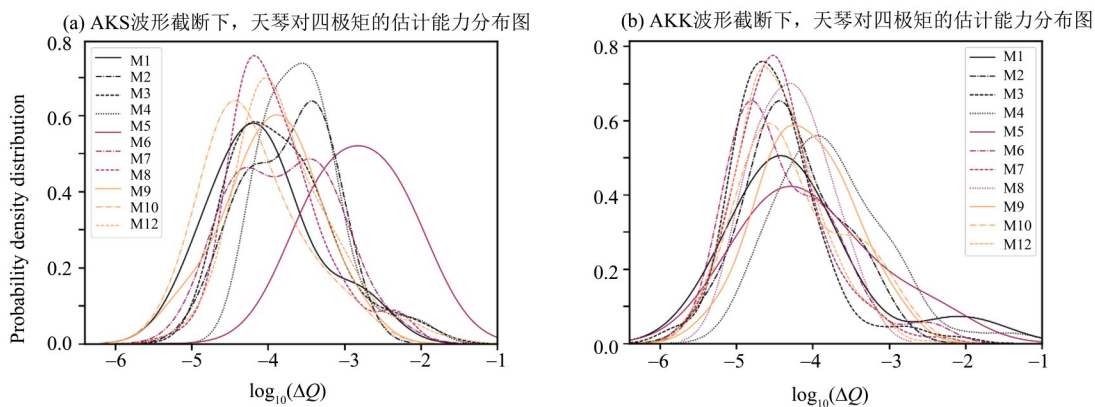 (a) AKS波形截断下，天琴对四极矩的估计能力分布图
0.8
0.6
0.4
0.2
0.0
Probability density distribution
M1
M2
M3
M4
M5
M6
M7
M8
M9
M10
M12
−6
−5
−4
−3
−2
−1
log₁₀(ΔQ)
(b) AKK波形截断下，天琴对四极矩的估计能力分布图
0.8
0.6
0.4
0.2
0.0
M1
M2
M3
M4
M5
M6
M7
M8
M9
M10
M12
−6
−5
−4
−3
−2
−1
log₁₀(ΔQ)